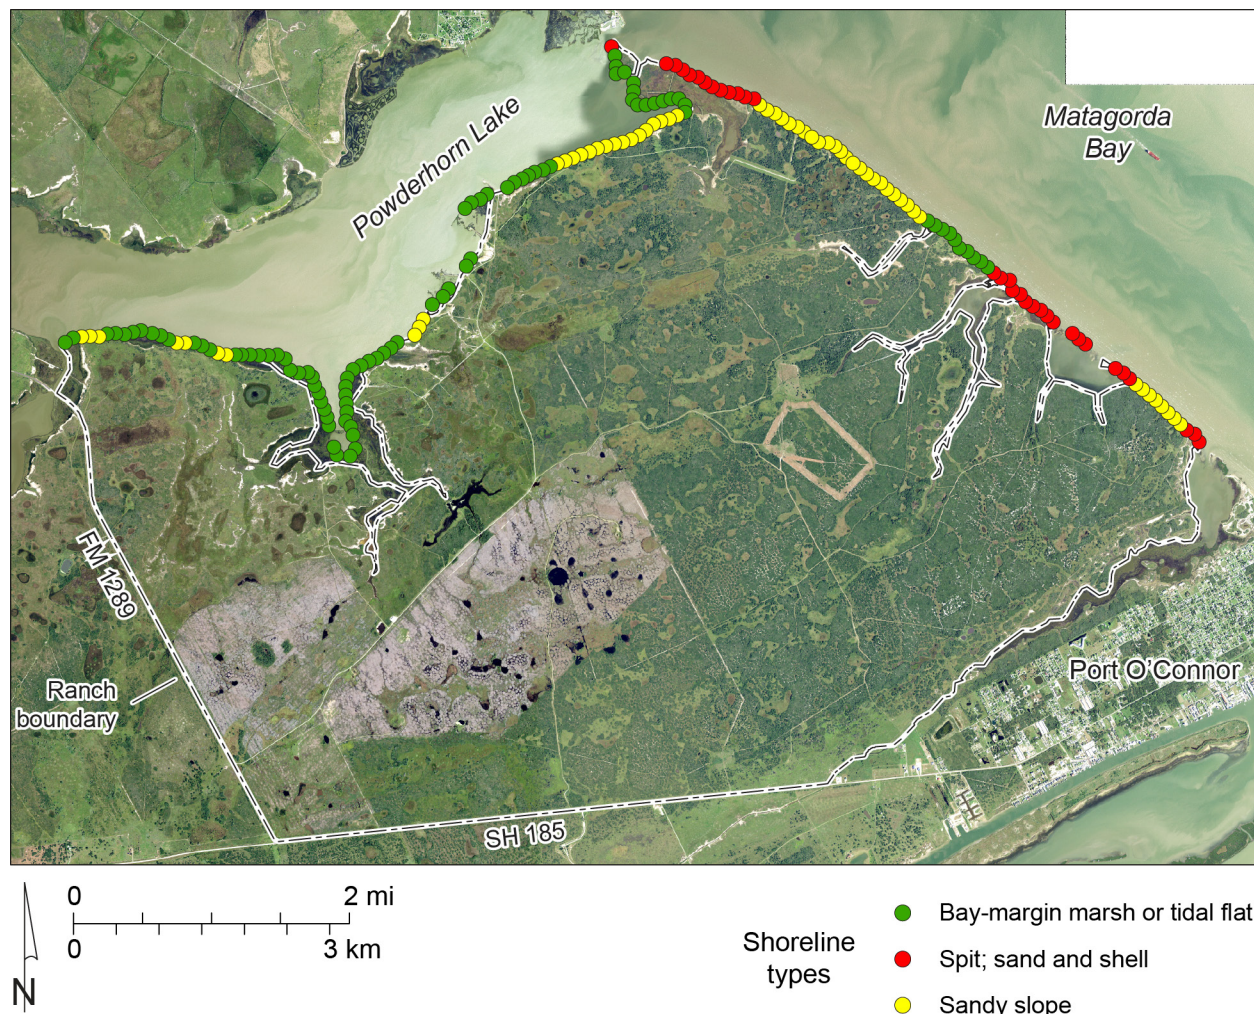 Matagorda
Bay
Powderhorn Lake
FM 1289
Ranch
boundary
Port O'Connor
SH 185
0 2 mi
0 3 km
N
Shoreline
types
Bay-margin marsh or tidal flat
Spit; sand and shell
Sandy slope